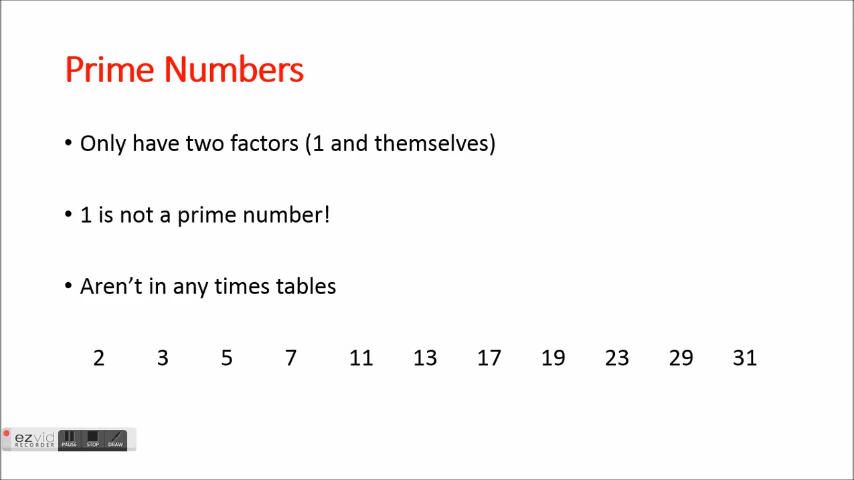 Prime Numbers
• Only have two factors (1 and themselves)
• 1 is not a prime number!
• Aren’t in any times tables
2 3 5 7 11 13 17 19 23 29 31
ezvid
RECORDER
PAUSE STOP DRAW